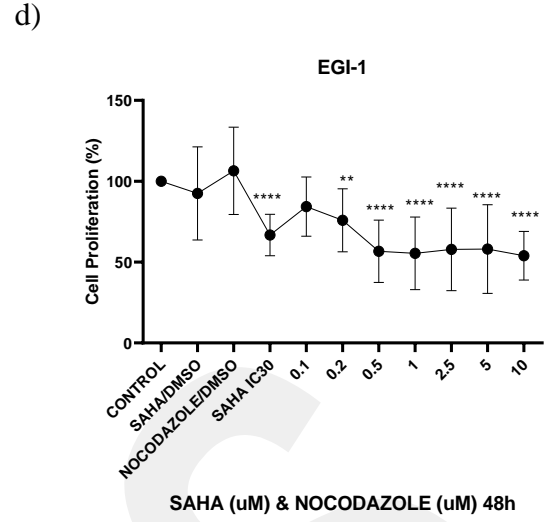 d)
EGI-1
150
100
50
0
Cell Proliferation (%)
****
**
****
****
****
****
****
CONTROL
SAHA/DMSO
NOCODAZOLE/DMSO
SAHA IC30
0.1
0.2
0.5
1
2.5
5
10
SAHA (uM) & NOCODAZOLE (uM) 48h